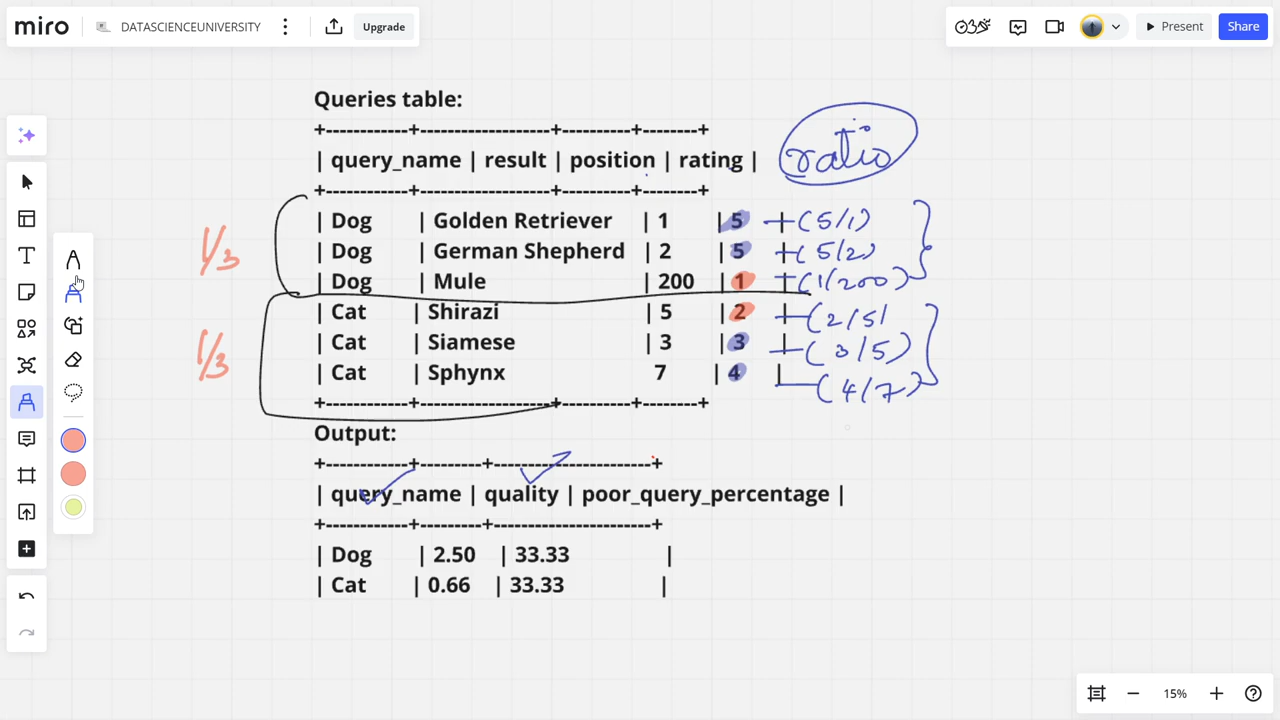 miro DATASCIENCEUNIVERSITY Upgrade Present Share
Queries table:
+------------+--------------------+----------+--------+
| query_name | result | position | rating | ratio
+------------+--------------------+----------+--------+
| Dog | Golden Retriever | 1 | 5 | (5/1)
| Dog | German Shepherd | 2 | 5 | (5/2)
1/3
| Dog | Mule | 200 | 1 | (1/200)
| Cat | Shirazi | 5 | 2 | (2/5)
| Cat | Siamese | 3 | 3 | (3/5)
1/3
| Cat | Sphynx 7 | 4 | (4/7)
+------------+--------------------+----------+--------+
Output:
+------------+---------+-----------------------+
| query_name | quality | poor_query_percentage |
+------------+---------+-----------------------+
| Dog | 2.50 | 33.33 |
| Cat | 0.66 | 33.33 |
15%